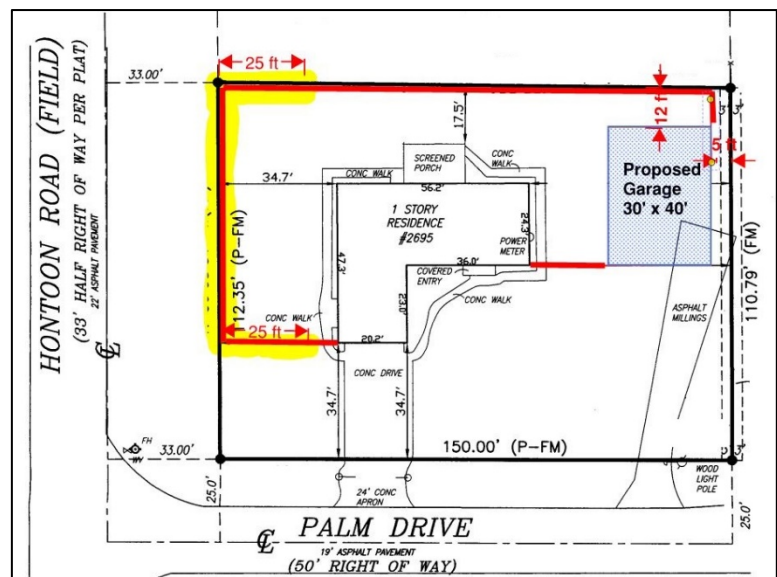 HONTOON ROAD (FIELD)
(33' HALF RIGHT OF WAY PER PLAT)
22' ASPHALT PAVEMENT
33.00'
25 ft
12 ft
5 ft
17.5'
SCREENED
PORCH
CONC
WALK
CONC WALK
34.7'
56.2'
1 STORY
RESIDENCE
#2695
24.3'
POWER
METER
Proposed
Garage
30' x 40'
112.35' (P-FM)
47.3'
36.0'
COVERED
ENTRY
23.0'
CONC WALK
110.79' (FM)
ASPHALT
MILLINGS
25 ft
CONC WALK
20.2'
CONC DRIVE
34.7'
34.7'
150.00' (P-FM)
FH
WV
33.00'
WOOD
LIGHT
POLE
25.0'
24' CONC
APRON
25.0'
PALM DRIVE
19' ASPHALT PAVEMENT
(50' RIGHT OF WAY)